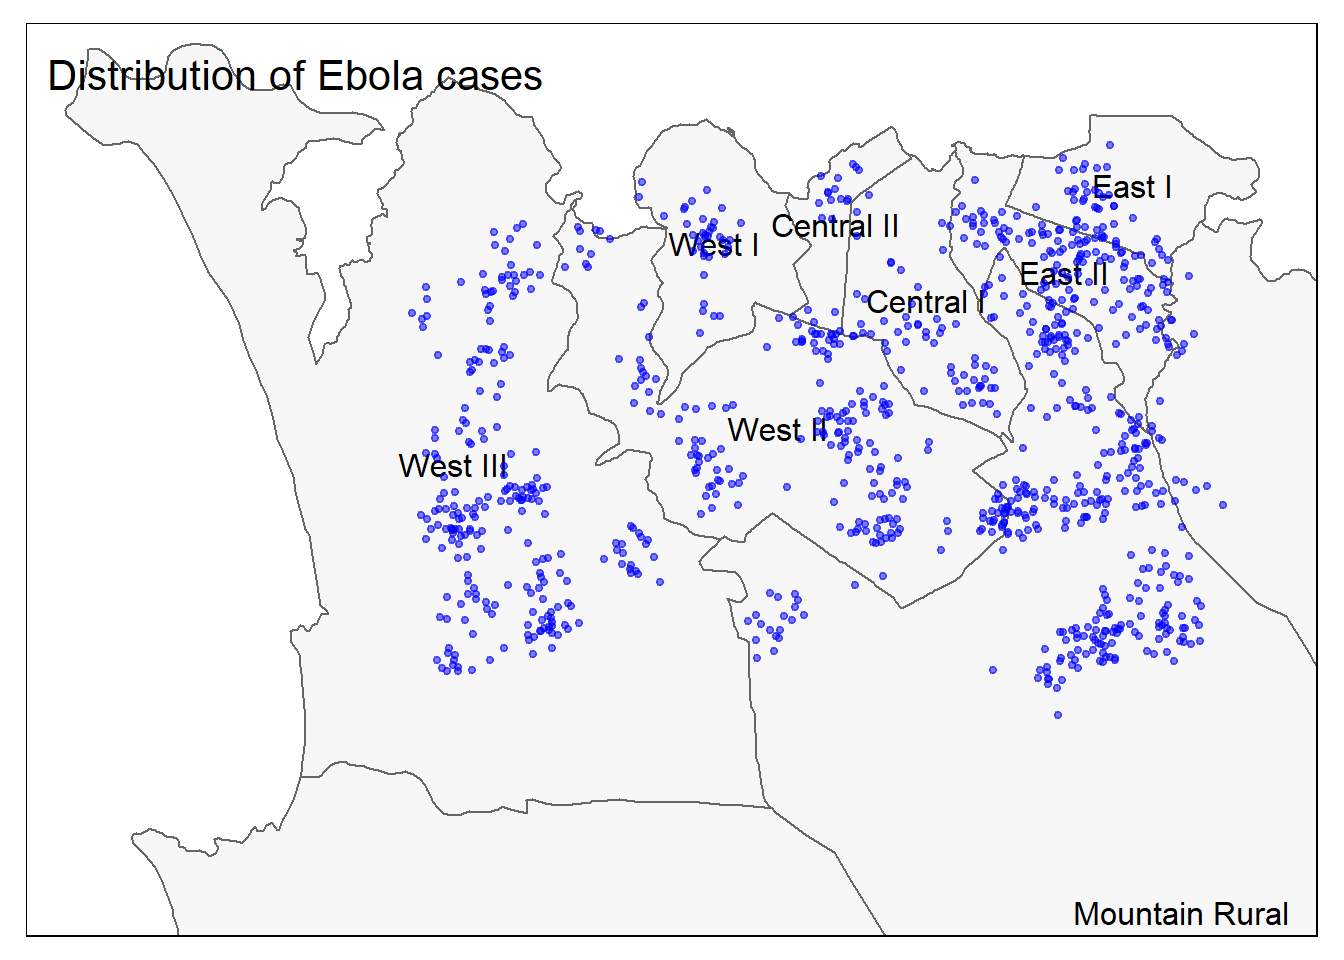 Distribution of Ebola cases
East I
West I
Central II
East II
Central I
West II
West III
Mountain Rural